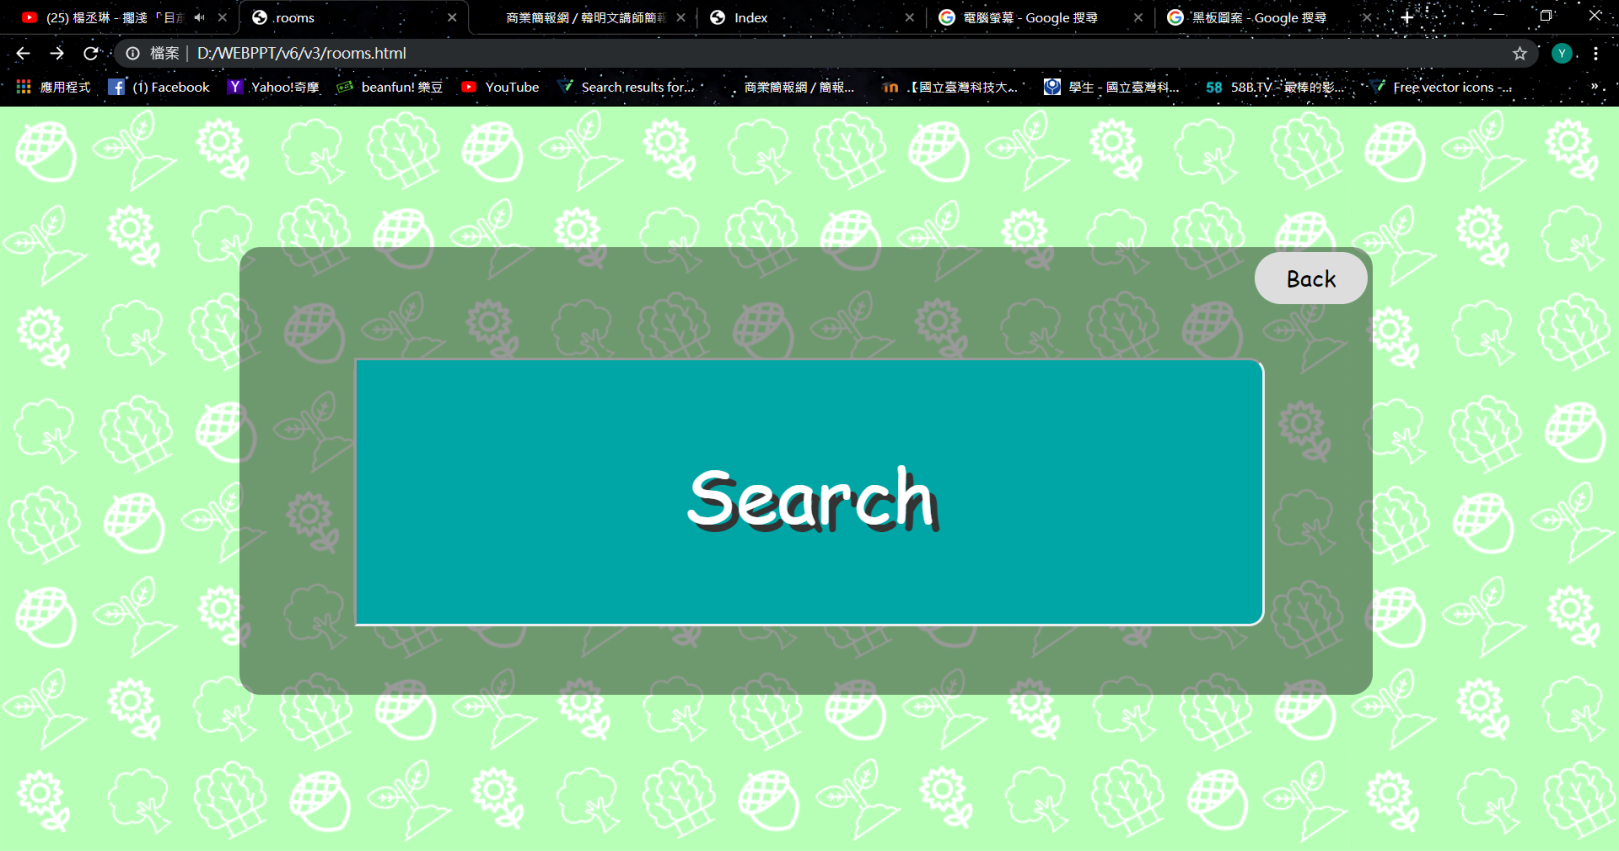 (25) 楊丞琳 - 擱淺「目前
rooms
商業簡報網 / 韓明文講師簡報
Index
電腦螢幕 - Google 搜尋
黑板圖案 - Google 搜尋
檔案 | D:/WEBPPT/v6/v3/rooms.html
Y
應用程式
(1) Facebook
Yahoo!奇摩
beanfun! 樂豆
YouTube
Search results for...
商業簡報網 / 簡報...
【國立臺灣科技大...
學生 - 國立臺灣科...
58 58B.TV - 最棒的影...
Free vector icons -...
»
Back
Search